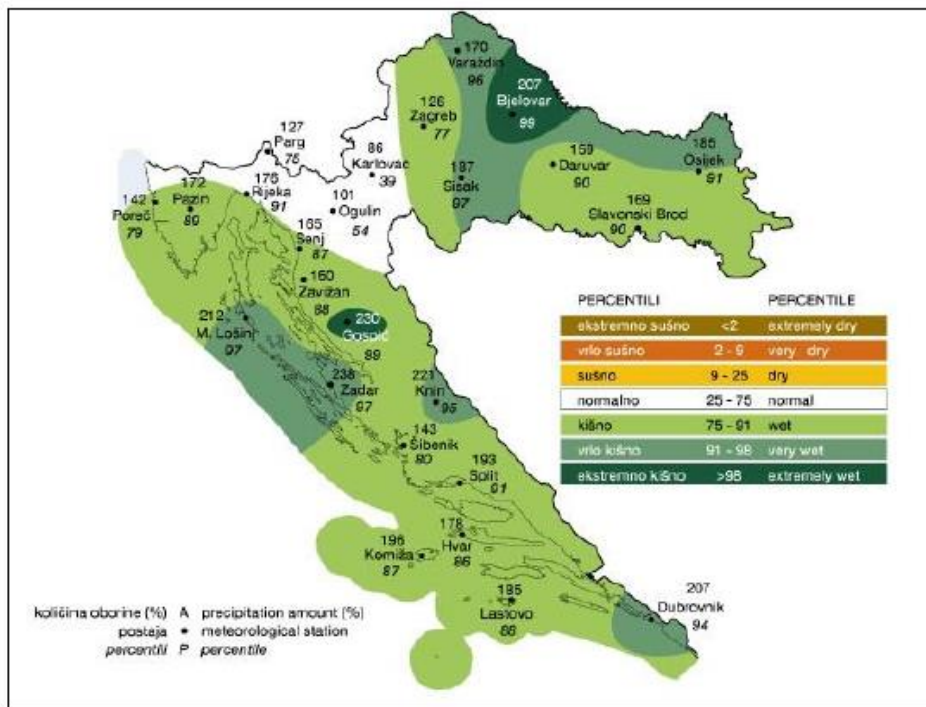 170
Varaždin
96
207
Bjelovar
99
126
Zagreb
77
127
Parg
75
86
Karlovac
39
159
Daruvar
90
185
Osijek
91
187
Sisak
97
172
Pazin
89
176
Rijeka
91
142
Poreč
79
101
Ogulin
54
169
Slavonski Brod
90
165
Senj
87
160
Zavižan
88
212
M. Lošinj
97
230
Gospić
99
238
Zadar
97
221
Knin
95
143
Šibenik
80
193
Split
91
178
Hvar
86
196
Komiža
87
195
Lastovo
88
207
Dubrovnik
94
PERCENTILI PERCENTILE
ekstremno sušno <2 extremely dry
vrlo sušno 2 - 9 very dry
sušno 9 - 25 dry
normalno 25 - 75 normal
kišno 75 - 91 wet
vrlo kišno 91 - 98 very wet
ekstremno kišno >98 extremely wet
količina oborine (%) A precipitation amount (%)
postaja • meteorological station
percentili P percentile